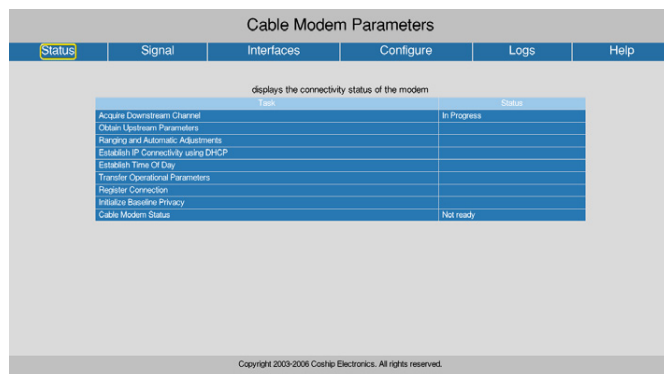 Cable Modem Parameters
Status Signal Interfaces Configure Logs Help
displays the connectivity status of the modem
Task Status
Acquire Downstream Channel In Progress
Obtain Upstream Parameters
Ranging and Automatic Adjustments
Establish IP Connectivity using DHCP
Establish Time Of Day
Transfer Operational Parameters
Register Connection
Initialize Baseline Privacy
Cable Modem Status Not ready
Copyright 2003-2006 Coship Electronics. All rights reserved.